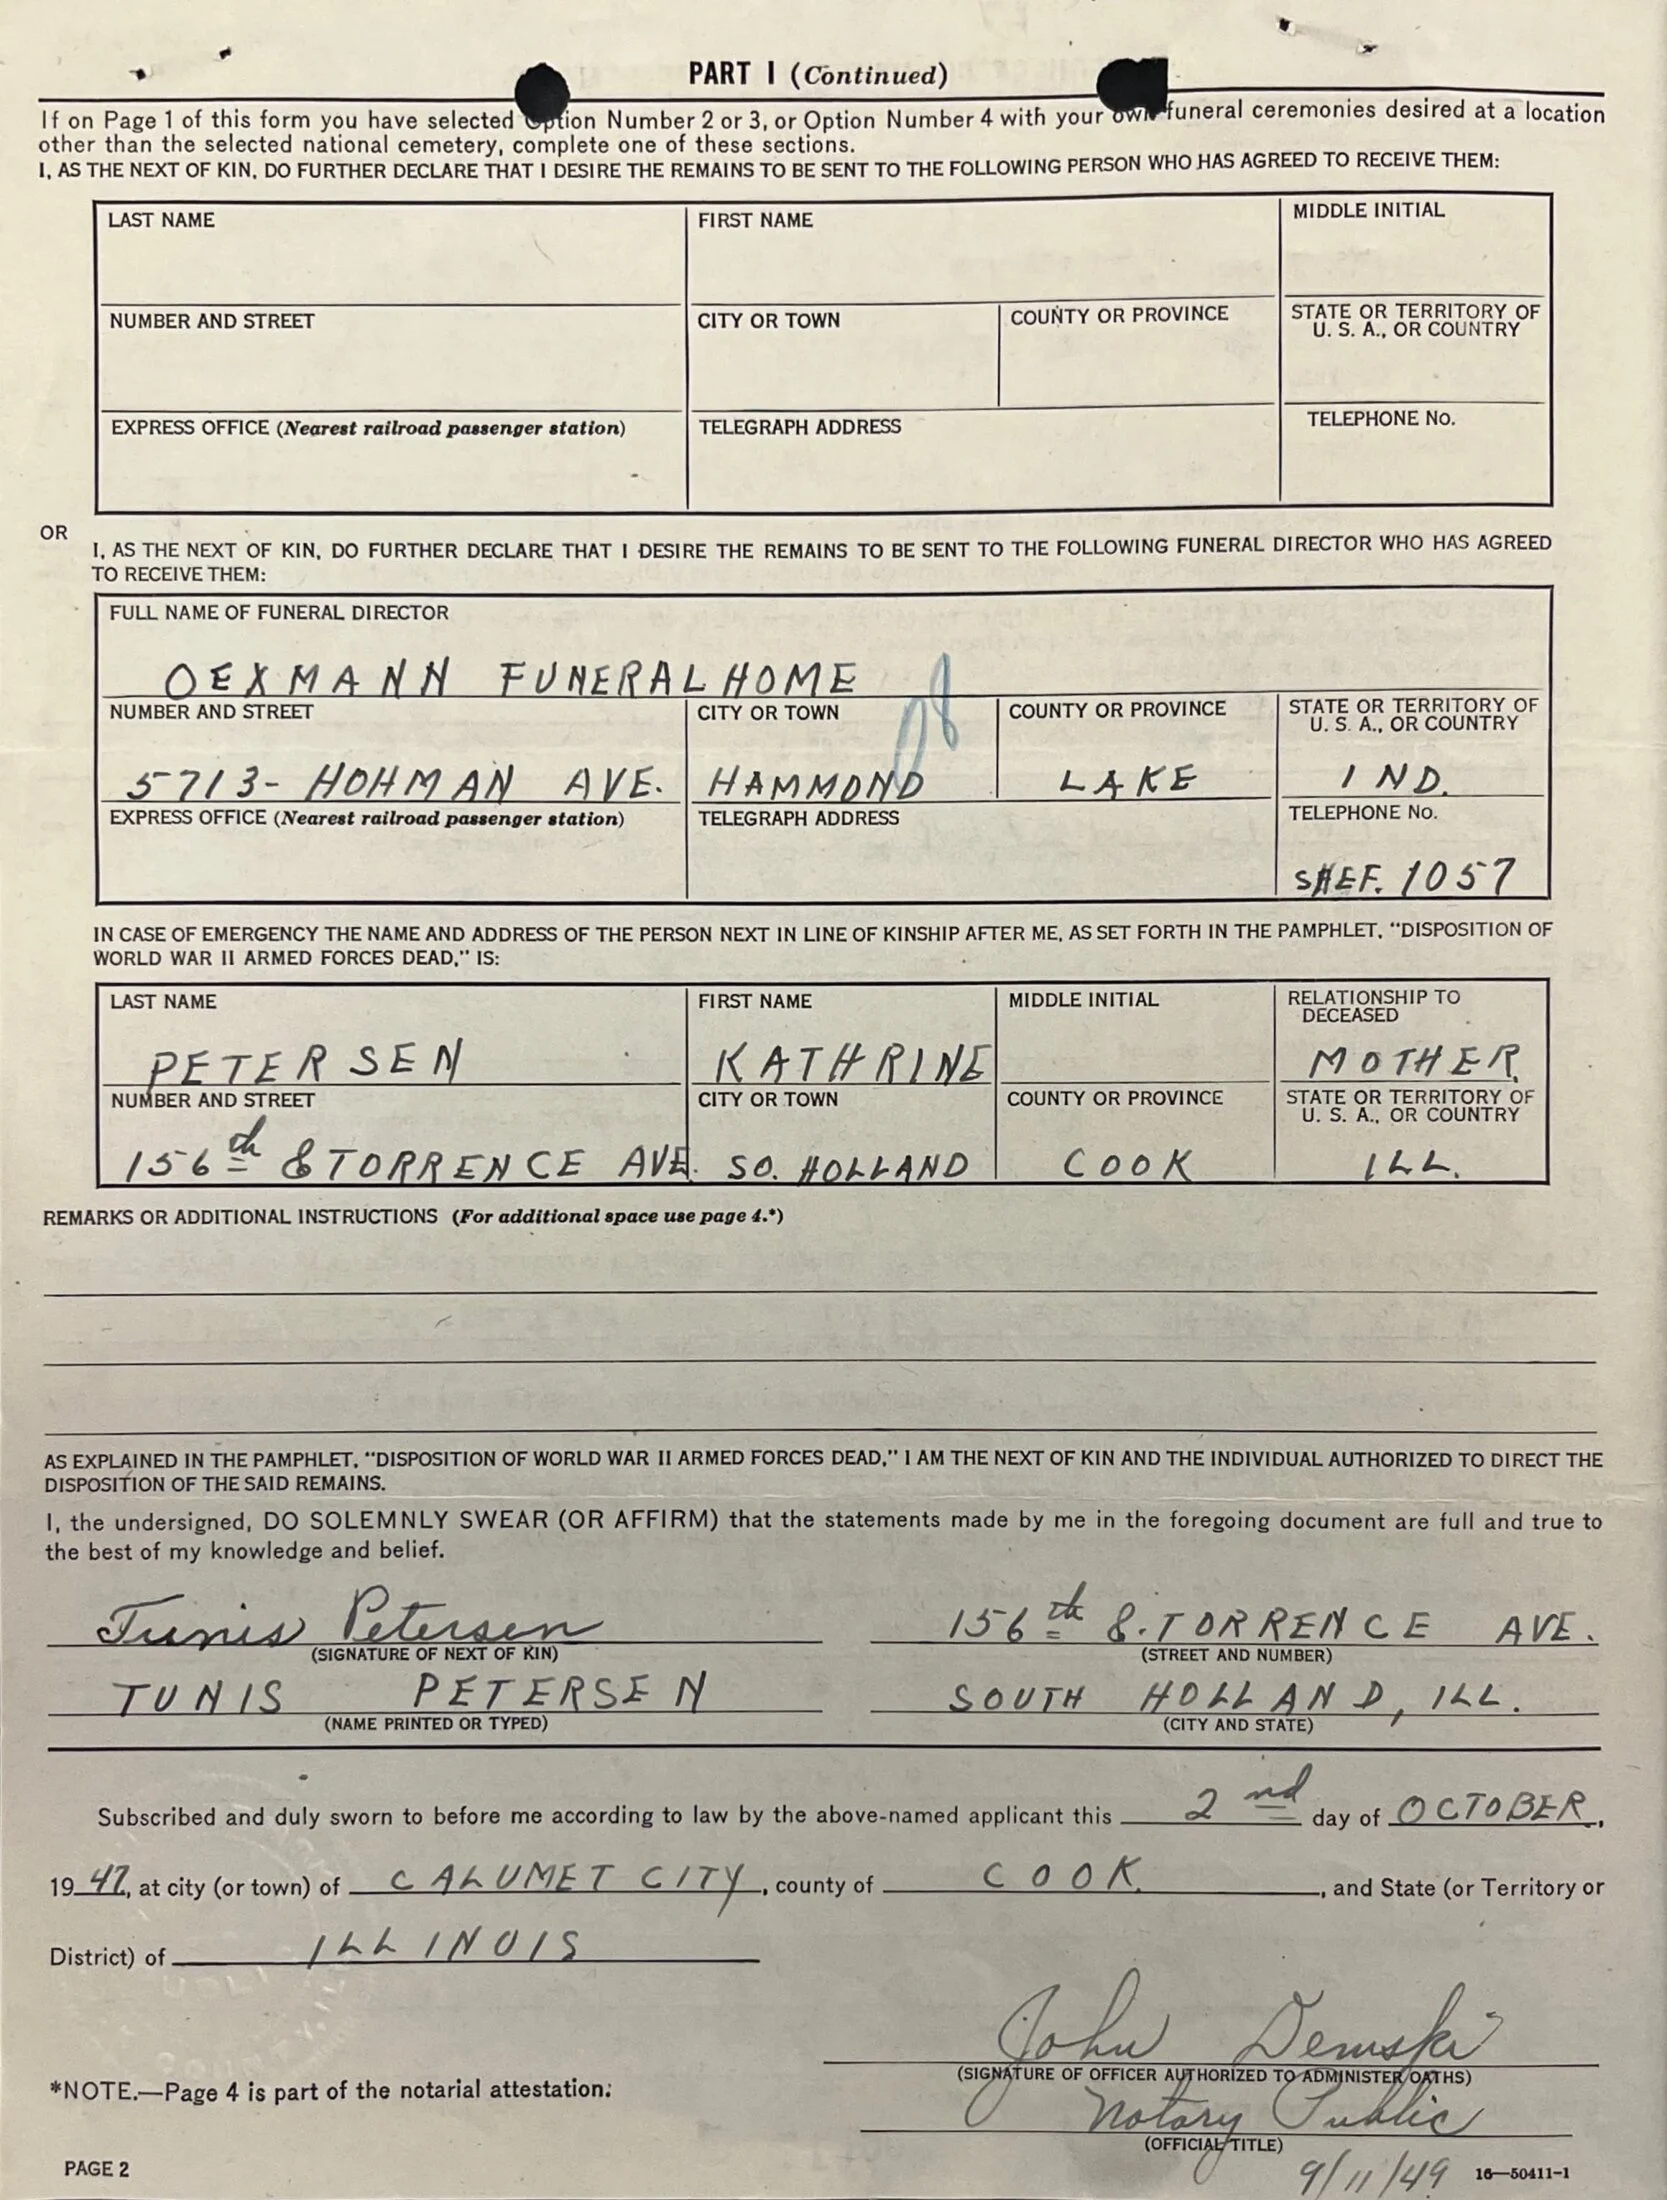 PART I (Continued)
If on Page 1 of this form you have selected Option Number 2 or 3, or Option Number 4 with your own funeral ceremonies desired at a location
other than the selected national cemetery, complete one of these sections.
I, AS THE NEXT OF KIN, DO FURTHER DECLARE THAT I DESIRE THE REMAINS TO BE SENT TO THE FOLLOWING PERSON WHO HAS AGREED TO RECEIVE THEM:
LAST NAME FIRST NAME MIDDLE INITIAL
NUMBER AND STREET CITY OR TOWN COUNTY OR PROVINCE STATE OR TERRITORY OF
U. S. A., OR COUNTRY
EXPRESS OFFICE (Nearest railroad passenger station) TELEGRAPH ADDRESS TELEPHONE No.
OR
I, AS THE NEXT OF KIN, DO FURTHER DECLARE THAT I DESIRE THE REMAINS TO BE SENT TO THE FOLLOWING FUNERAL DIRECTOR WHO HAS AGREED
TO RECEIVE THEM:
FULL NAME OF FUNERAL DIRECTOR
OEXMANN FUNERAL HOME
NUMBER AND STREET CITY OR TOWN COUNTY OR PROVINCE STATE OR TERRITORY OF
U. S. A., OR COUNTRY
5713- HOHMAN AVE. HAMMOND LAKE IND.
EXPRESS OFFICE (Nearest railroad passenger station) TELEGRAPH ADDRESS TELEPHONE No.
SHEF. 1057
IN CASE OF EMERGENCY THE NAME AND ADDRESS OF THE PERSON NEXT IN LINE OF KINSHIP AFTER ME, AS SET FORTH IN THE PAMPHLET, "DISPOSITION OF
WORLD WAR II ARMED FORCES DEAD," IS:
LAST NAME FIRST NAME MIDDLE INITIAL RELATIONSHIP TO
DECEASED
PETERSEN KATHRINE MOTHER.
NUMBER AND STREET CITY OR TOWN COUNTY OR PROVINCE STATE OR TERRITORY OF
U. S. A., OR COUNTRY
156th & TORRENCE AVE. SO. HOLLAND COOK ILL.
REMARKS OR ADDITIONAL INSTRUCTIONS (For additional space use page 4.*)
AS EXPLAINED IN THE PAMPHLET, "DISPOSITION OF WORLD WAR II ARMED FORCES DEAD," I AM THE NEXT OF KIN AND THE INDIVIDUAL AUTHORIZED TO DIRECT THE
DISPOSITION OF THE SAID REMAINS.
I, the undersigned, DO SOLEMNLY SWEAR (OR AFFIRM) that the statements made by me in the foregoing document are full and true to
the best of my knowledge and belief.
Tunis Petersen 156th & TORRENCE AVE.
(SIGNATURE OF NEXT OF KIN) (STREET AND NUMBER)
TUNIS PETERSEN SOUTH HOLLAND, ILL.
(NAME PRINTED OR TYPED) (CITY AND STATE)
Subscribed and duly sworn to before me according to law by the above-named applicant this 2nd day of OCTOBER,
1947, at city (or town) of CALUMET CITY, county of COOK, and State (or Territory or
District) of ILLINOIS
John Demski
(SIGNATURE OF OFFICER AUTHORIZED TO ADMINISTER OATHS)
*NOTE.—Page 4 is part of the notarial attestation.
Notary Public
(OFFICIAL TITLE)
PAGE 2 9/11/49 16—50411-1